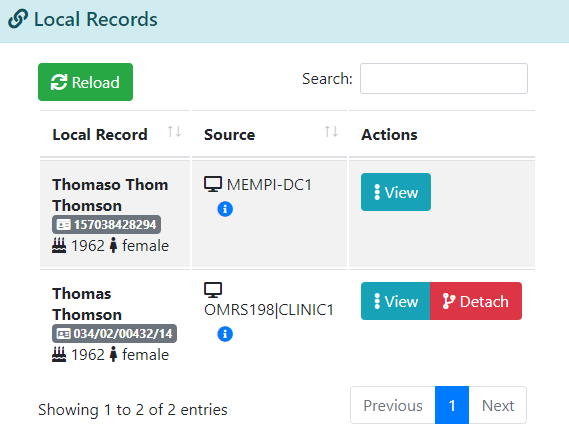 Local Records
Reload
Search:
Local Record Source Actions
Thomaso Thom
Thomson
157038428294
1962 female
MEMPI-DC1
View
Thomas
Thomson
034/02/00432/14
1962 female
OMRS198|CLINIC1
View Detach
Showing 1 to 2 of 2 entries
Previous 1 Next